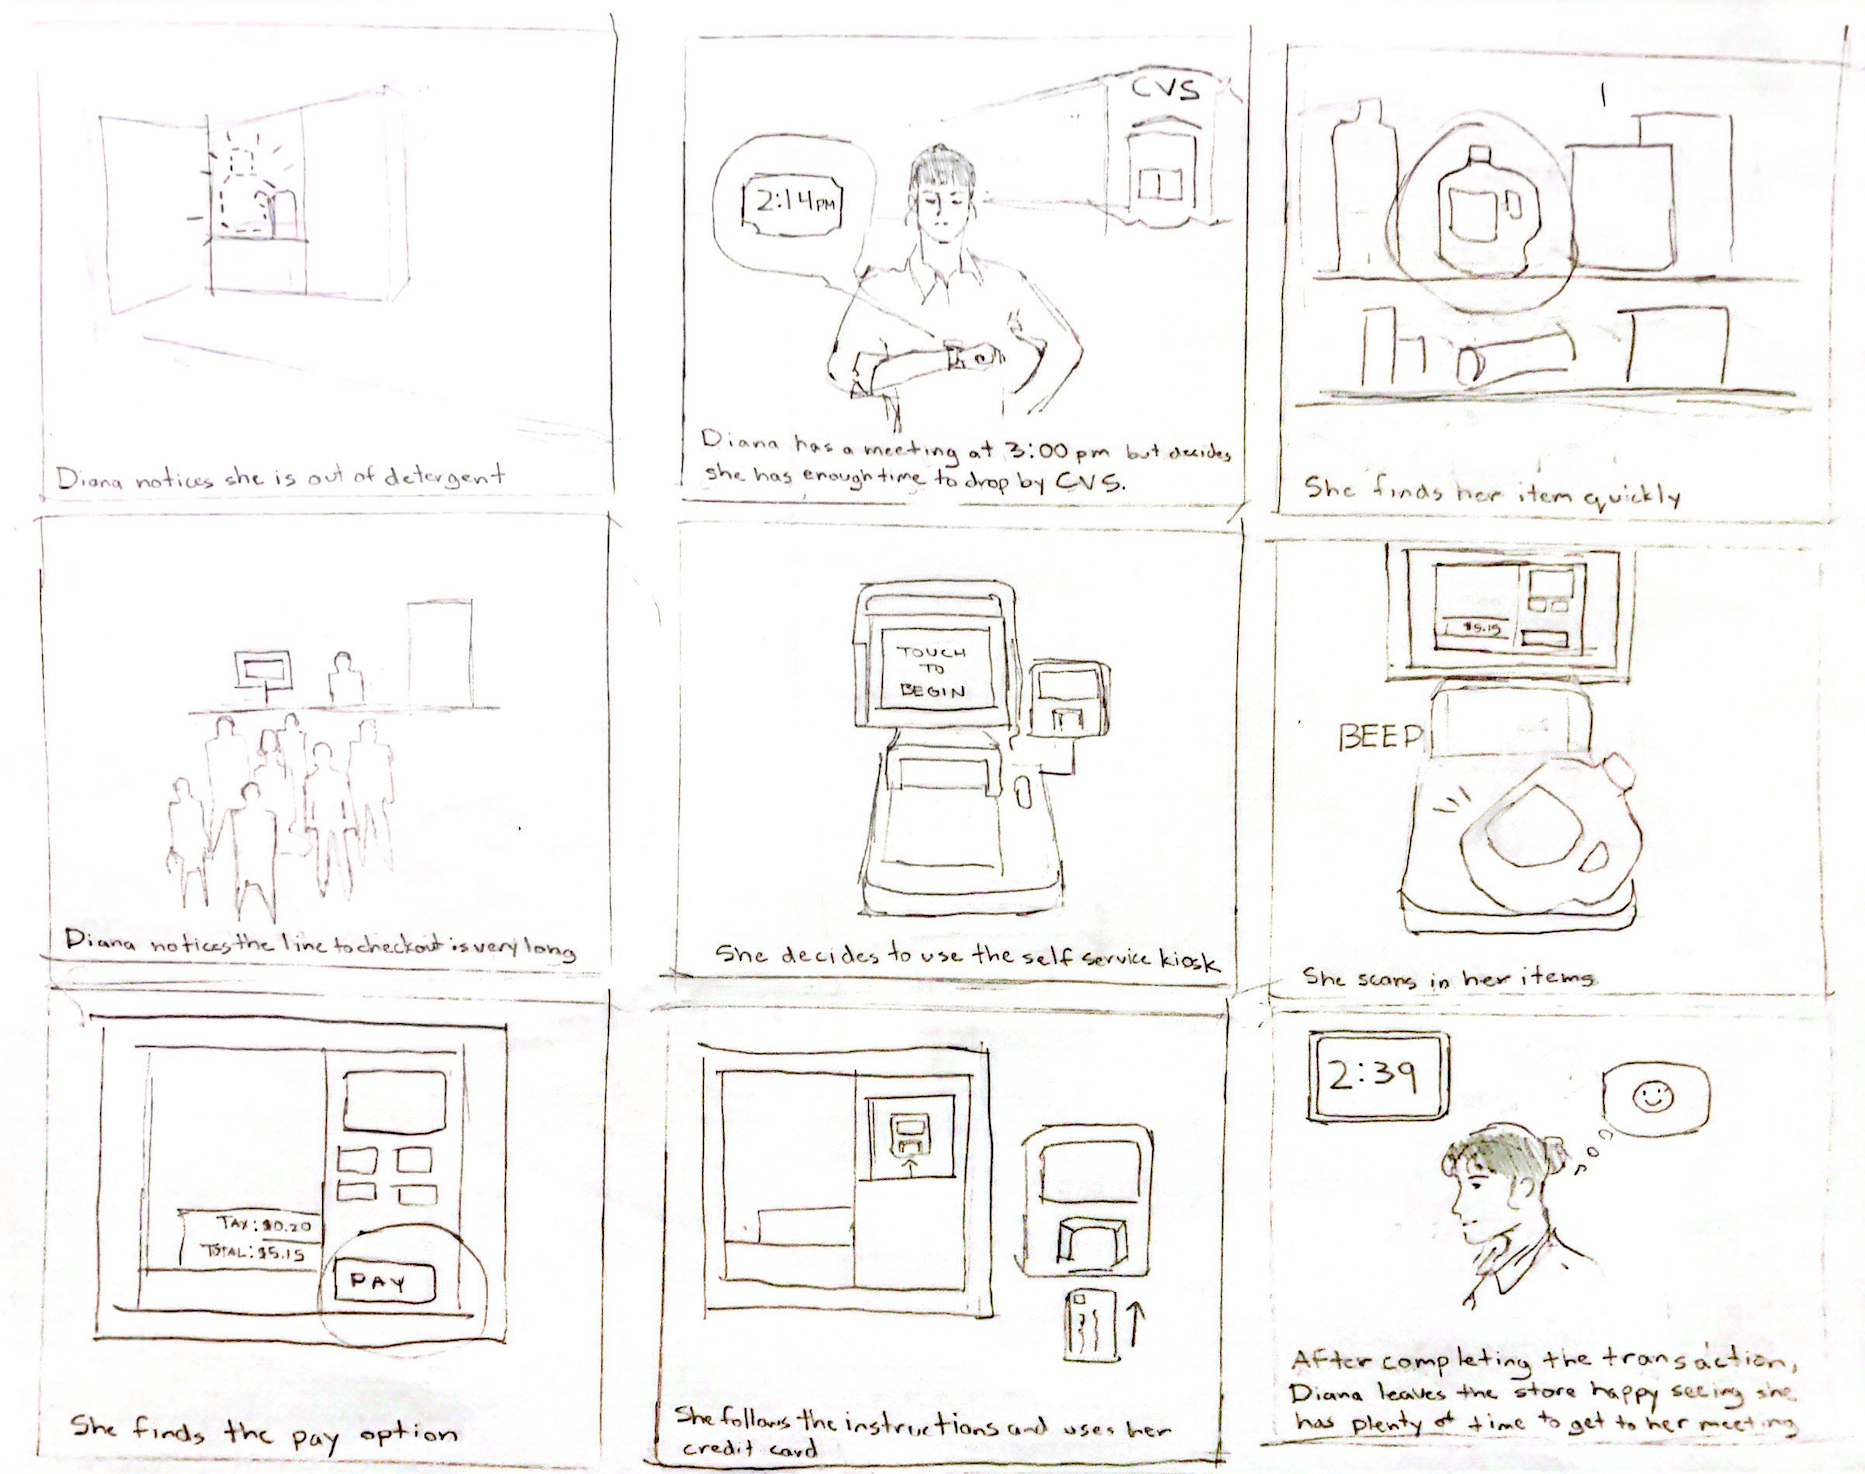 Diana notices she is out of detergent
CVS
2:14PM
Diana has a meeting at 3:00 pm but decides
she has enough time to drop by CVS.
She finds her item quickly
Diana notices the line to checkout is very long
TOUCH
TO
BEGIN
She decides to use the self service kiosk
$5.15
BEEP
She scans in her items
TAX: $0.20
TOTAL: $5.15
PAY
She finds the pay option
She follows the instructions and uses her
credit card
2:39
After completing the transaction,
Diana leaves the store happy seeing she
has plenty of time to get to her meeting